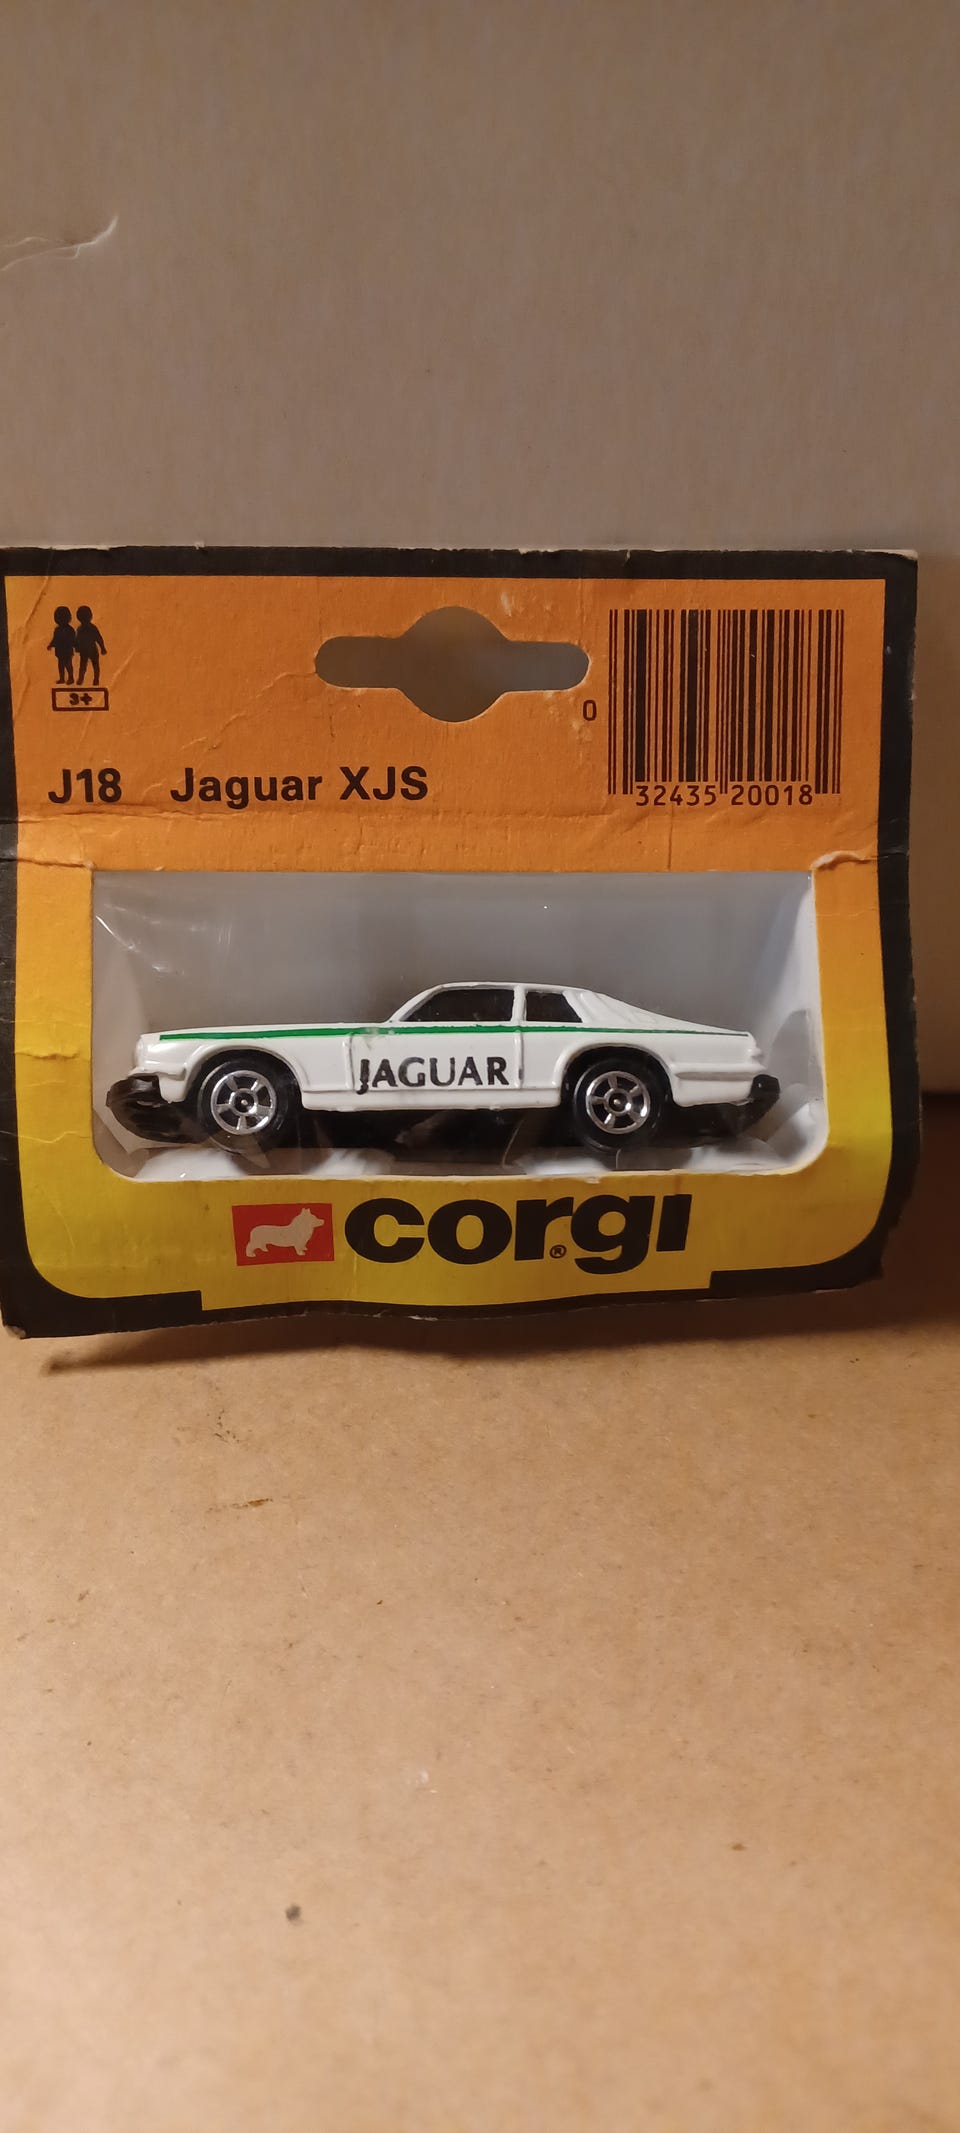 3+
0
32435 20018
J18 Jaguar XJS
JAGUAR
corgi ®